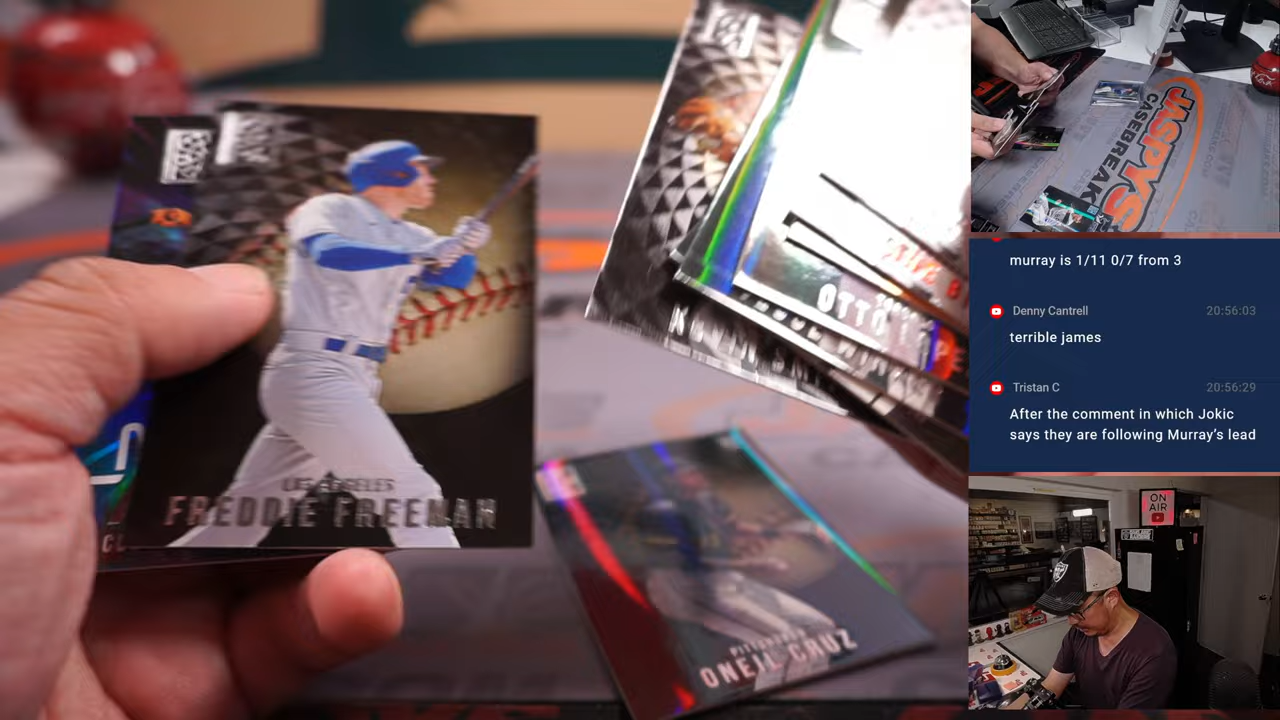 LOS ANGELES
FREDDIE FREEMAN
OTTO
PITTSBURGH
ONEIL CRUZ
JASPYS
CASEBREAKS
murray is 1/11 0/7 from 3
Denny Cantrell
20:56:03
terrible james
Tristan C
20:56:29
After the comment in which Jokic
says they are following Murray's lead
ON
AIR